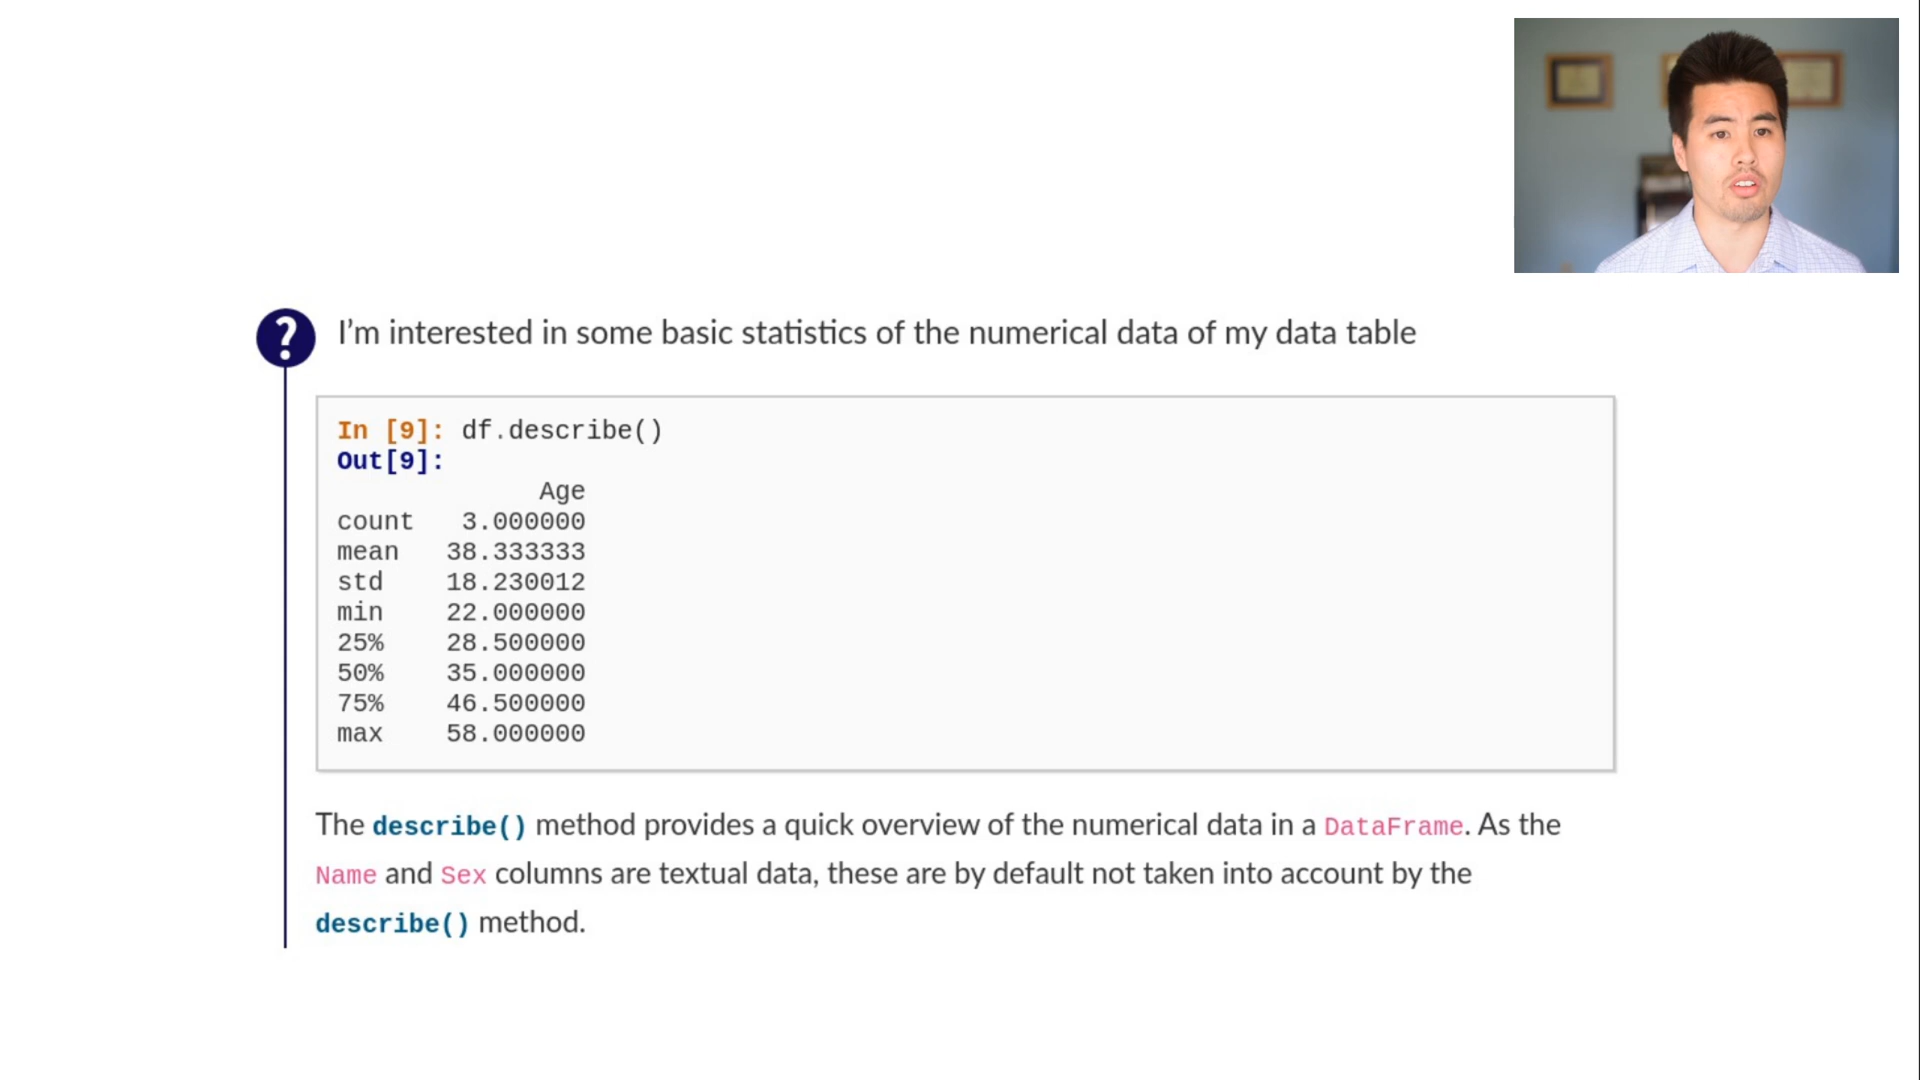 ?
I'm interested in some basic statistics of the numerical data of my data table
In [9]: df.describe()
Out[9]:
Age
count 3.000000
mean 38.333333
std 18.230012
min 22.000000
25% 28.500000
50% 35.000000
75% 46.500000
max 58.000000
The describe() method provides a quick overview of the numerical data in a DataFrame. As the
Name and Sex columns are textual data, these are by default not taken into account by the
describe() method.